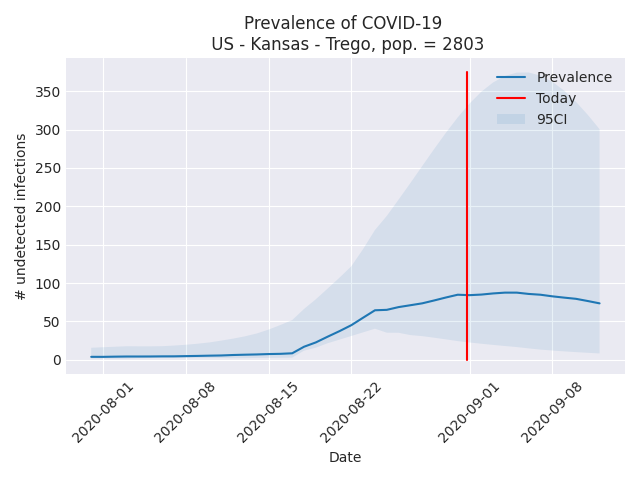 Prevalence of COVID-19
US - Kansas - Trego, pop. = 2803
Prevalence
Today
95CI
350
300
250
200
150
100
50
0
# undetected infections
2020-08-01
2020-08-08
2020-08-15
2020-08-22
2020-09-01
2020-09-08
Date